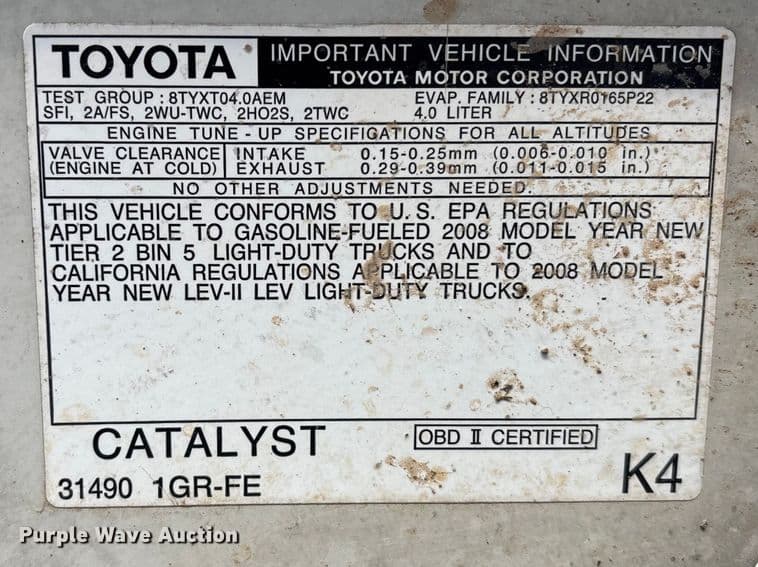 TOYOTA
IMPORTANT VEHICLE INFORMATION
TOYOTA MOTOR CORPORATION
TEST GROUP : 8TYXT04.0AEM EVAP. FAMILY : 8TYXR0165P22
SFI, 2A/FS, 2WU-TWC, 2HO2S, 2TWC 4.0 LITER
ENGINE TUNE - UP SPECIFICATIONS FOR ALL ALTITUDES
VALVE CLEARANCE INTAKE 0.15-0.25mm (0.006-0.010 in.)
(ENGINE AT COLD) EXHAUST 0.29-0.39mm (0.011-0.015 in.)
NO OTHER ADJUSTMENTS NEEDED.
THIS VEHICLE CONFORMS TO U.S. EPA REGULATIONS
APPLICABLE TO GASOLINE-FUELED 2008 MODEL YEAR NEW
TIER 2 BIN 5 LIGHT-DUTY TRUCKS AND TO
CALIFORNIA REGULATIONS APPLICABLE TO 2008 MODEL
YEAR NEW LEV-II LEV LIGHT-DUTY TRUCKS.
CATALYST
OBD II CERTIFIED
31490 1GR-FE
K4
Purple Wave Auction